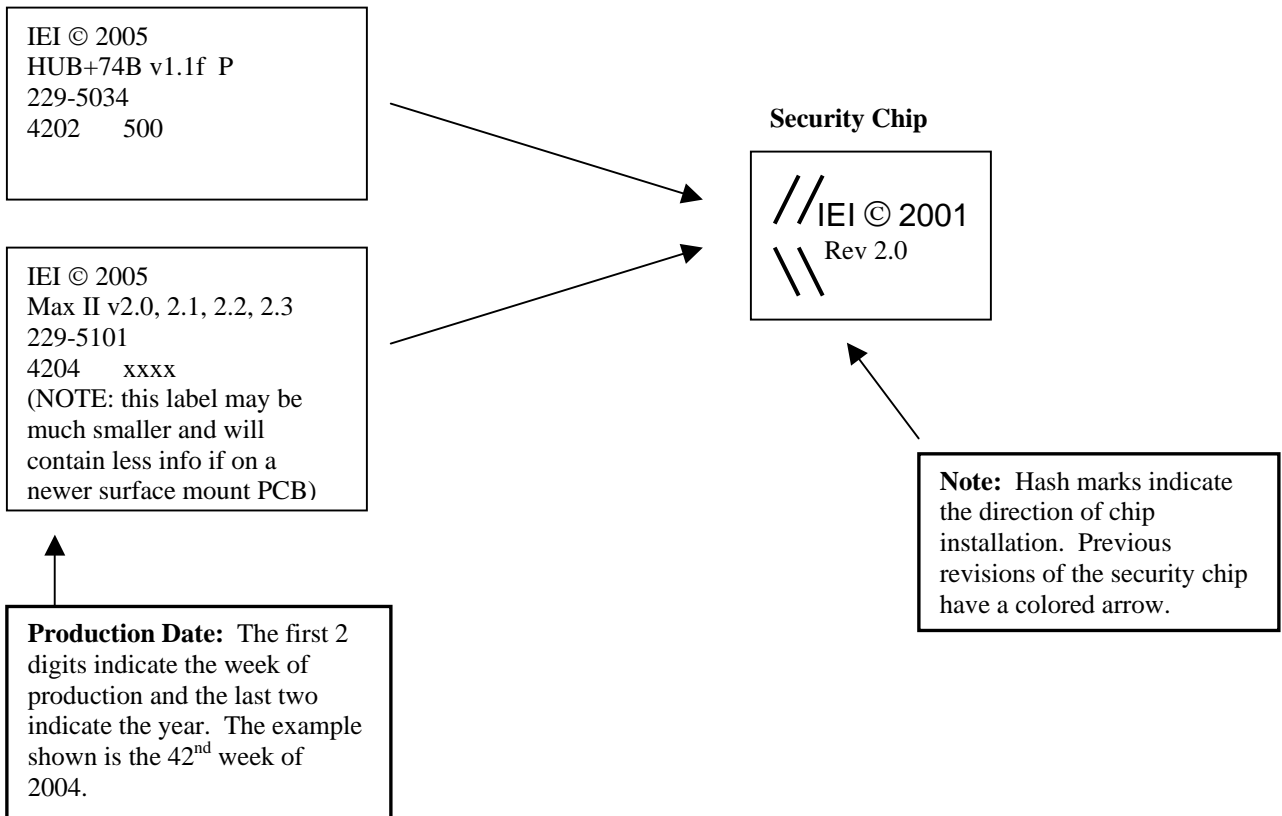 IEI © 2005
HUB+74B v1.1f P
229-5034
4202 500
Security Chip
IEI © 2001
Rev 2.0
IEI © 2005
Max II v2.0, 2.1, 2.2, 2.3
229-5101
4204 xxxx
(NOTE: this label may be
much smaller and will
contain less info if on a
newer surface mount PCB)
Note: Hash marks indicate
the direction of chip
installation. Previous
revisions of the security chip
have a colored arrow.
Production Date: The first 2
digits indicate the week of
production and the last two
indicate the year. The example
shown is the 42nd week of
2004.